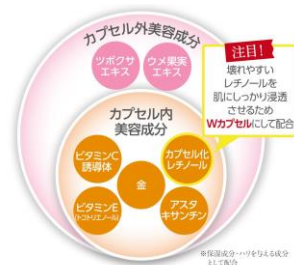 カプセル外美容成分
ツボクサ
エキス
ウメ果実
エキス
注目!
壊れやすい
レチノールを
肌にしっかり浸透
させるため
Wカプセルにして配合
カプセル内
美容成分
ビタミンC
誘導体
カプセル化
レチノール
金
ビタミンE
(トコトリエノール)
アスタ
キサンチン
※保湿成分・ハリを与える成分
として配合